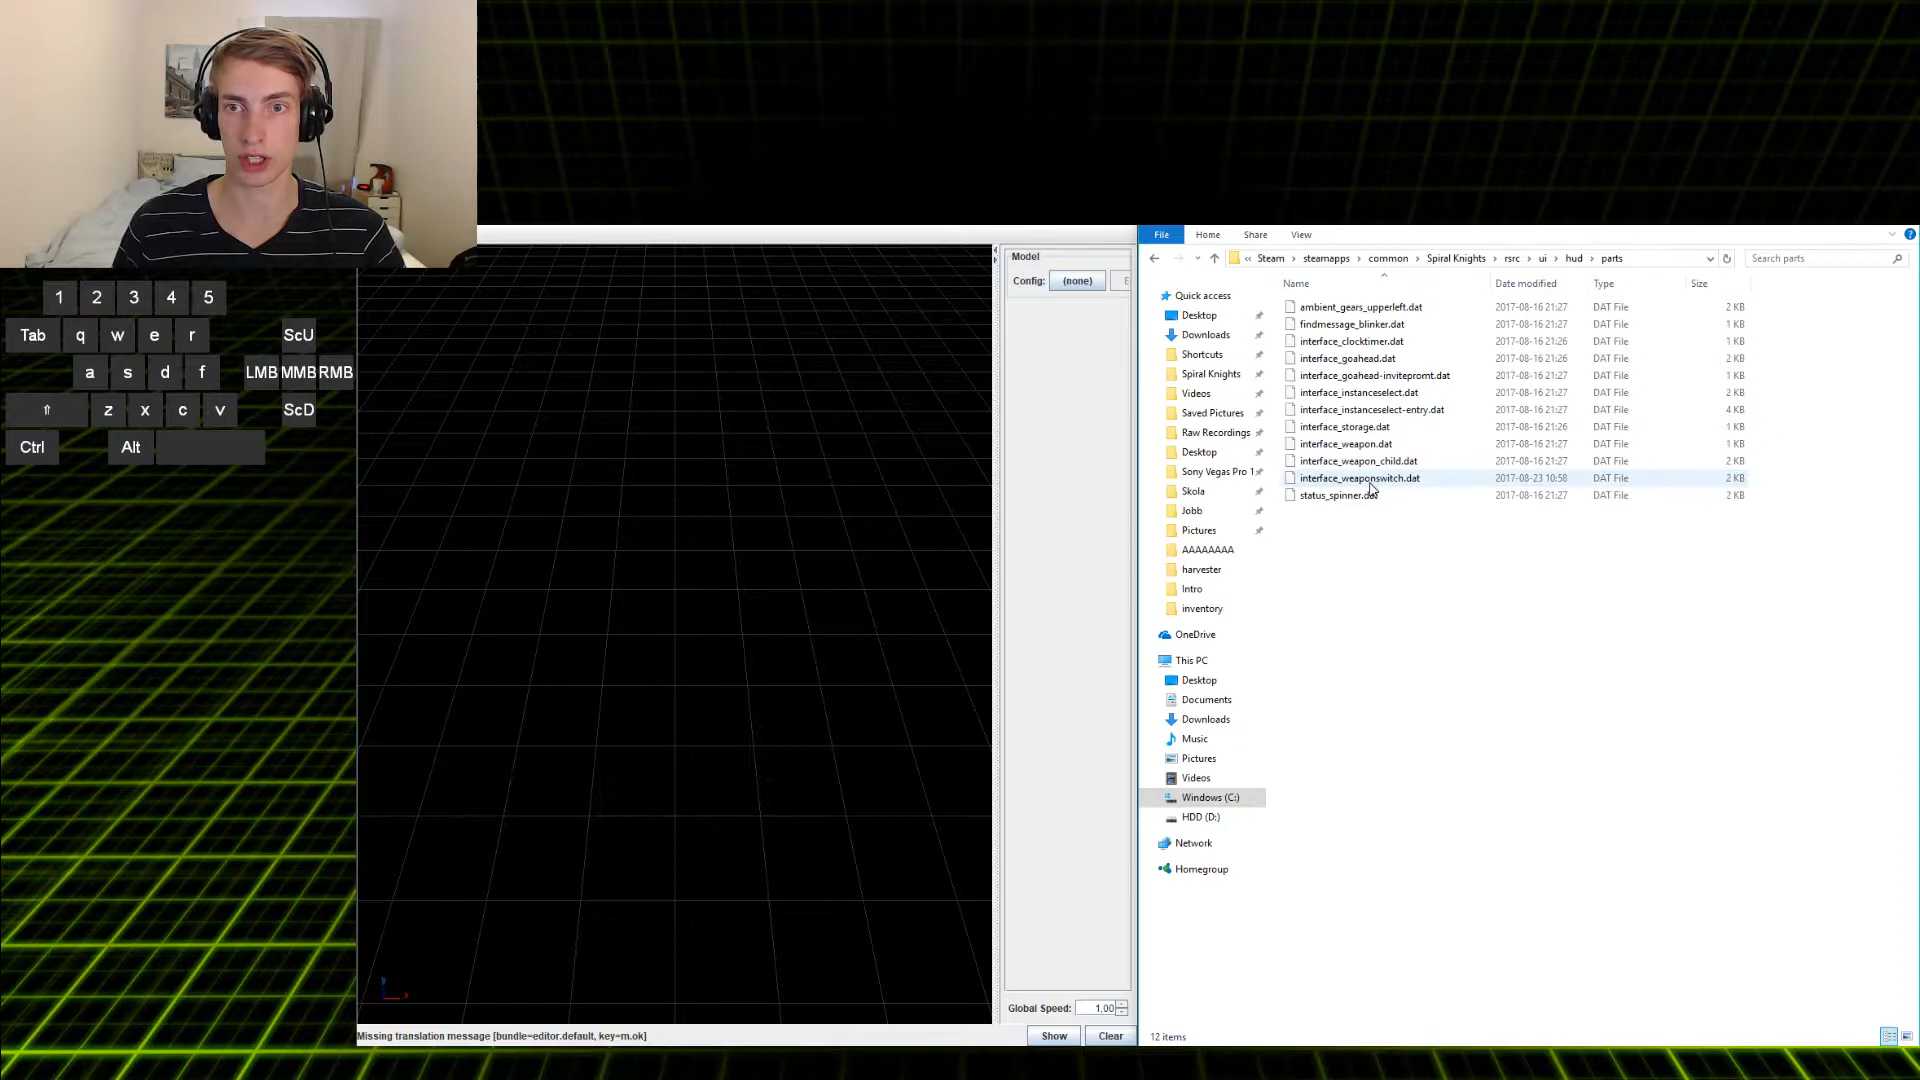 1 2 3 4 5
Tab q w e r ScU
a s d f LMB MMB RMB
⇧ z x c v ScD
Ctrl Alt
Model
Config: (none) E
Global Speed: 1,00
Missing translation message [bundle=editor.default, key=m.ok] Show Clear
File Home Share View
« Steam › steamapps › common › Spiral Knights › rsrc › ui › hud › parts Search parts
Name Date modified Type Size
ambient_gears_upperleft.dat 2017-08-16 21:27 DAT File 2 KB
findmessage_blinker.dat 2017-08-16 21:27 DAT File 1 KB
interface_clocktimer.dat 2017-08-16 21:26 DAT File 1 KB
interface_goahead.dat 2017-08-16 21:26 DAT File 2 KB
interface_goahead-invitepromt.dat 2017-08-16 21:27 DAT File 1 KB
interface_instanceselect.dat 2017-08-16 21:27 DAT File 2 KB
interface_instanceselect-entry.dat 2017-08-16 21:27 DAT File 4 KB
interface_storage.dat 2017-08-16 21:26 DAT File 1 KB
interface_weapon.dat 2017-08-16 21:27 DAT File 1 KB
interface_weapon_child.dat 2017-08-16 21:27 DAT File 2 KB
interface_weaponswitch.dat 2017-08-23 10:58 DAT File 2 KB
status_spinner.dat 2017-08-16 21:27 DAT File 2 KB
Quick access
Desktop
Downloads
Shortcuts
Spiral Knights
Videos
Saved Pictures
Raw Recordings
Desktop
Sony Vegas Pro 1
Skola
Jobb
Pictures
AAAAAAAA
harvester
Intro
inventory
OneDrive
This PC
Desktop
Documents
Downloads
Music
Pictures
Videos
Windows (C:)
HDD (D:)
Network
Homegroup
12 items
y
x